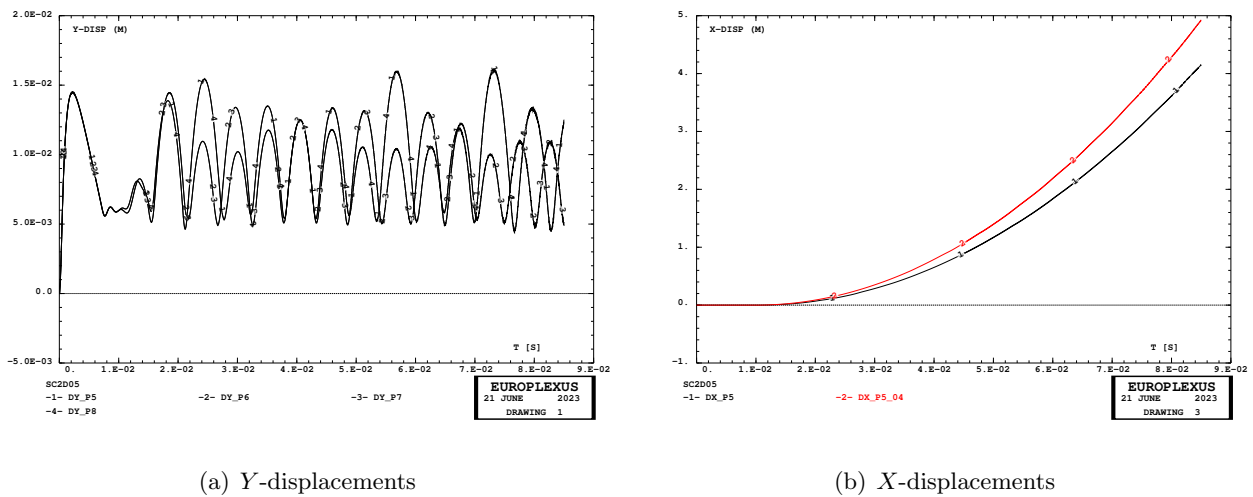 2.0E-02
Y-DISP (M)
1.5E-02
1.0E-02
5.0E-03
0.0
-5.0E-03
T [S]
0. 1.E-02 2.E-02 3.E-02 4.E-02 5.E-02 6.E-02 7.E-02 8.E-02 9.E-02
SC2D05
-1- DY_P5 -2- DY_P6 -3- DY_P7
-4- DY_P8
EUROPLEXUS
21 JUNE 2023
DRAWING 1
(a) Y-displacements
5.
X-DISP (M)
4.
3.
2.
1.
0.
-1.
T [S]
0. 1.E-02 2.E-02 3.E-02 4.E-02 5.E-02 6.E-02 7.E-02 8.E-02 9.E-02
SC2D05
-1- DX_P5 -2- DX_P5_04
EUROPLEXUS
21 JUNE 2023
DRAWING 3
(b) X-displacements